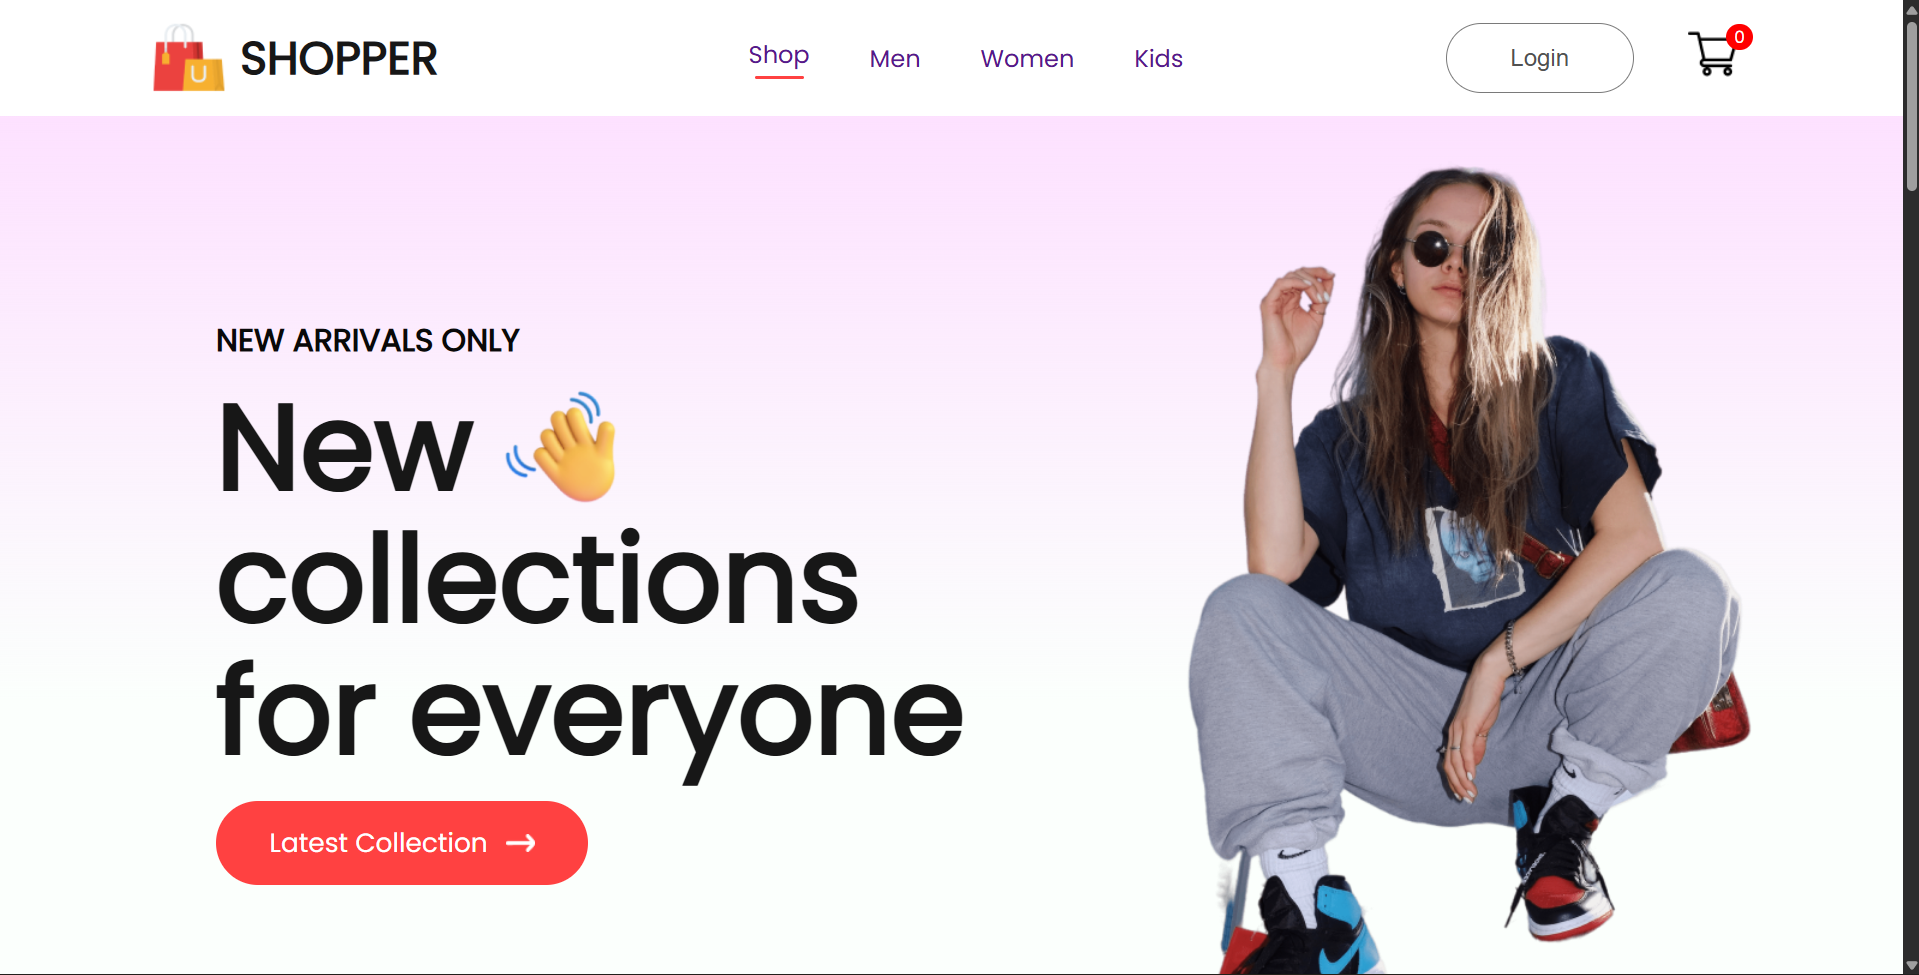 SHOPPER
Shop
Men
Women
Kids
Login
0
NEW ARRIVALS ONLY
New
collections
for everyone
Latest Collection